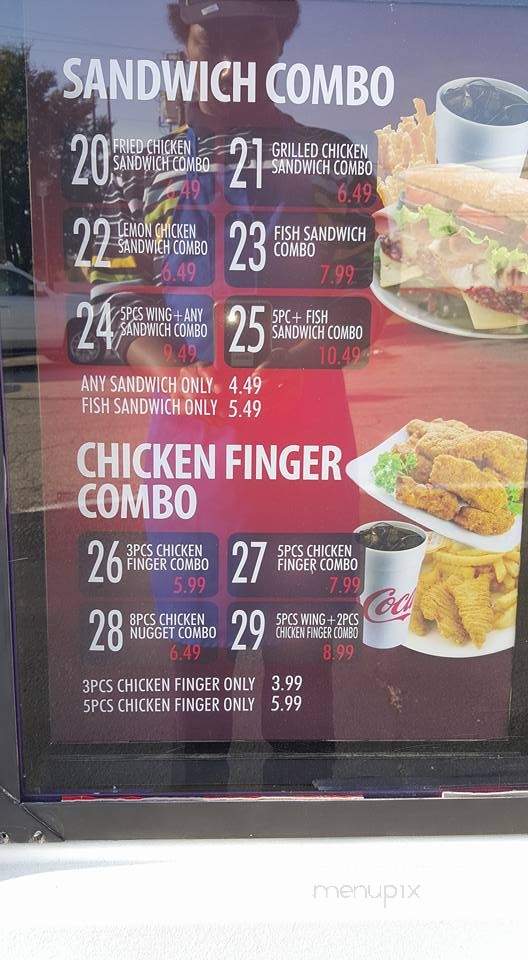 SANDWICH COMBO
20 FRIED CHICKEN
SANDWICH COMBO
6.49
21 GRILLED CHICKEN
SANDWICH COMBO
6.49
22 LEMON CHICKEN
SANDWICH COMBO
6.49
23 FISH SANDWICH
COMBO
7.99
24 5PCS WING+ANY
SANDWICH COMBO
9.49
25 5PC+ FISH
SANDWICH COMBO
10.49
ANY SANDWICH ONLY 4.49
FISH SANDWICH ONLY 5.49
CHICKEN FINGER
COMBO
26 3PCS CHICKEN
FINGER COMBO
5.99
27 5PCS CHICKEN
FINGER COMBO
7.99
28 8PCS CHICKEN
NUGGET COMBO
6.49
29 5PCS WING+2PCS
CHICKEN FINGER COMBO
8.99
Coca
3PCS CHICKEN FINGER ONLY 3.99
5PCS CHICKEN FINGER ONLY 5.99
menupix